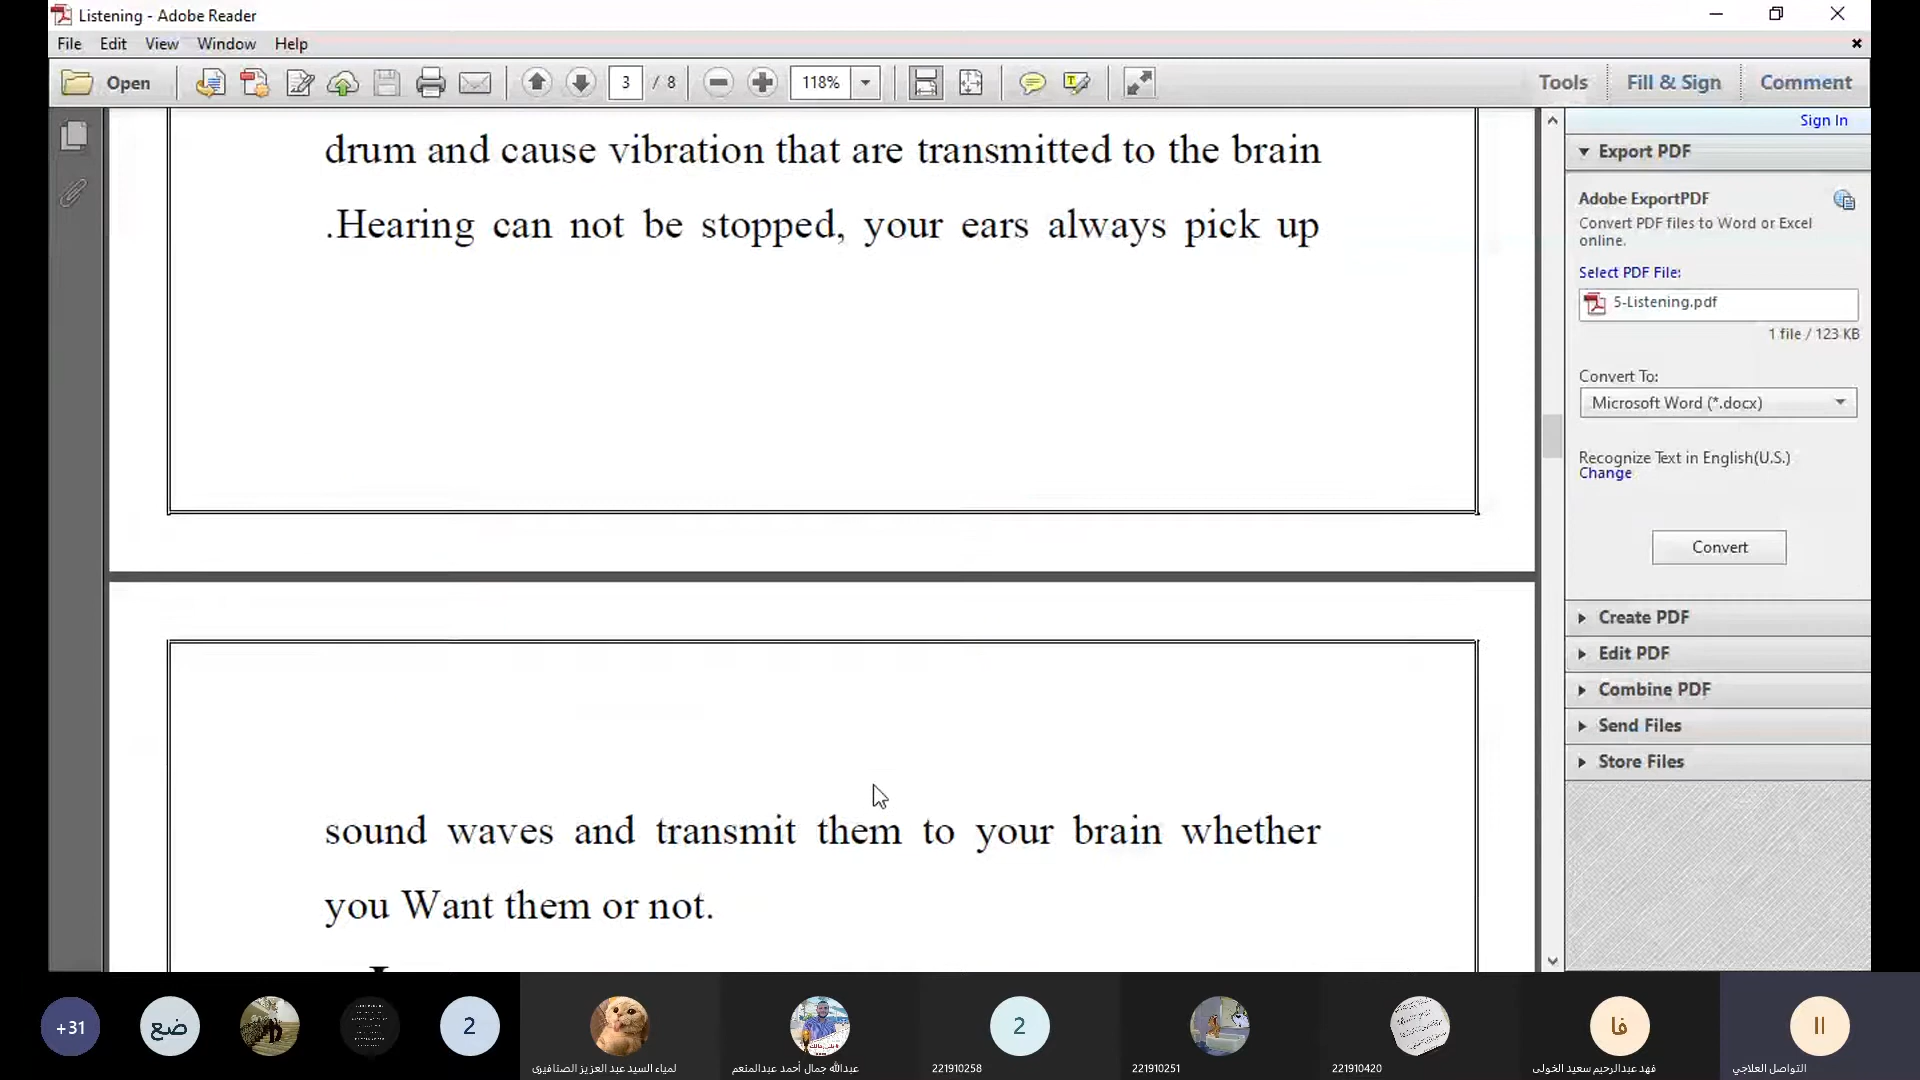 Listening - Adobe Reader
File Edit View Window Help
Open 3 / 8 118% Tools Fill & Sign Comment
drum and cause vibration that are transmitted to the brain
.Hearing can not be stopped, your ears always pick up
sound waves and transmit them to your brain whether
you Want them or not.
Sign In
Export PDF
Adobe ExportPDF
Convert PDF files to Word or Excel
online.
Select PDF File:
5-Listening.pdf
1 file / 123 KB
Convert To:
Microsoft Word (*.docx)
Recognize Text in English(U.S.)
Change
Convert
Create PDF
Edit PDF
Combine PDF
Send Files
Store Files
+31
ضع
2
2
فا
II
لمياء السيد عبد العزيز الصنافيرى
عبدالله جمال أحمد عبدالمنعم
221910258
221910251
221910420
فهد عبدالرحيم سعيد الخولى
التواصل العلاجي